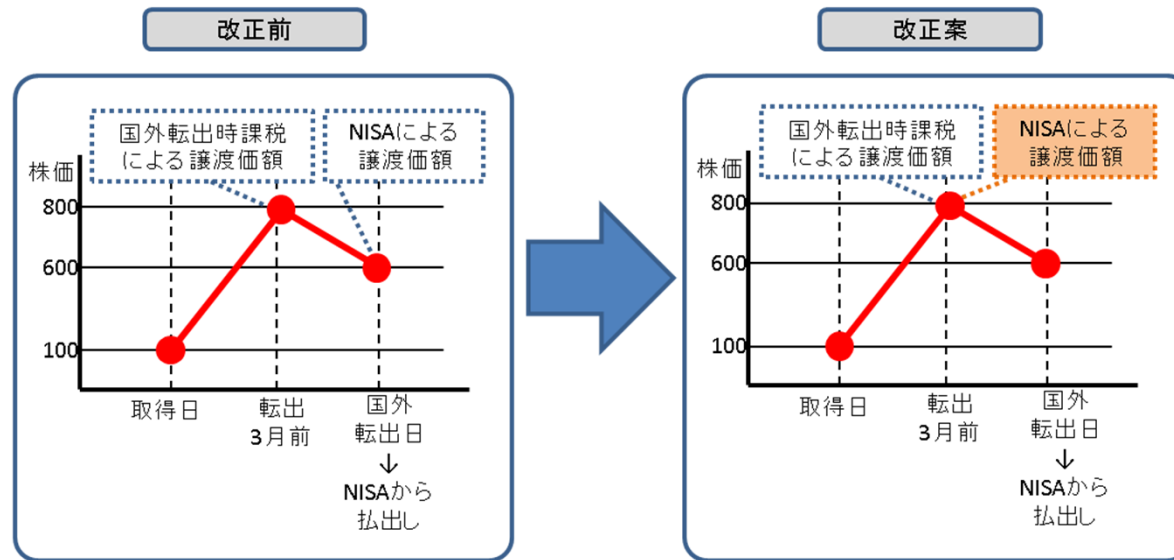 改正前
国外転出時課税
による譲渡価額
NISAによる
譲渡価額
株価
800
600
100
取得日
転出
3月前
国外
転出日
↓
NISAから
払出し
改正案
国外転出時課税
による譲渡価額
NISAによる
譲渡価額
株価
800
600
100
取得日
転出
3月前
国外
転出日
↓
NISAから
払出し